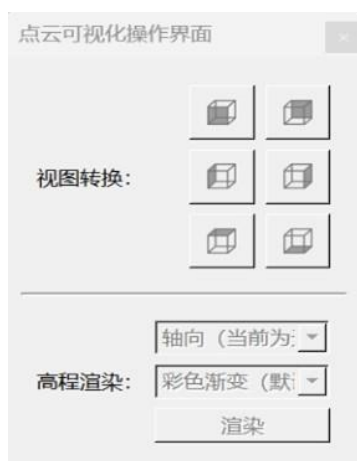 点云可视化操作界面
视图转换：
轴向（当前为
高程渲染：
彩色渐变（默
渲染